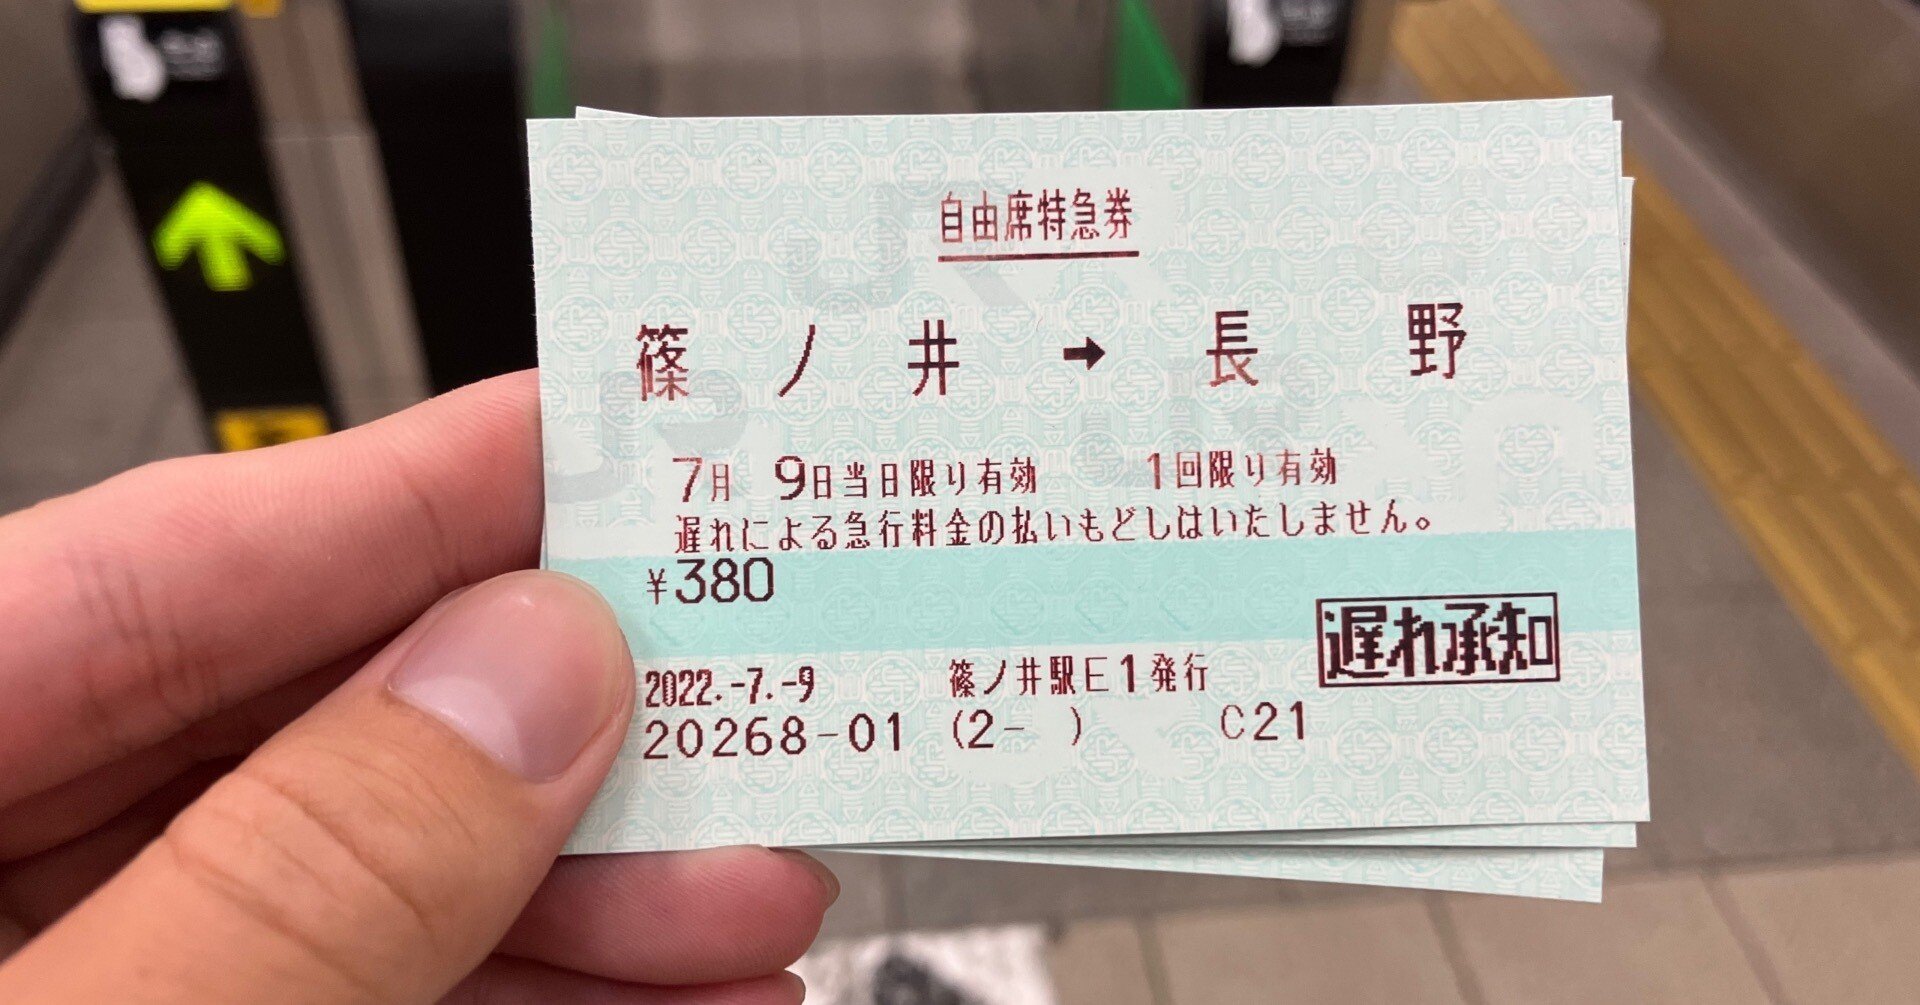 自由席特急券
篠ノ井 → 長野
7月 9日当日限り有効 1回限り有効
遅れによる急行料金の払いもどしはいたしません。
¥380
遅れ承知
2022.-7.-9 篠ノ井駅E1発行
20268-01 (2- ) C21